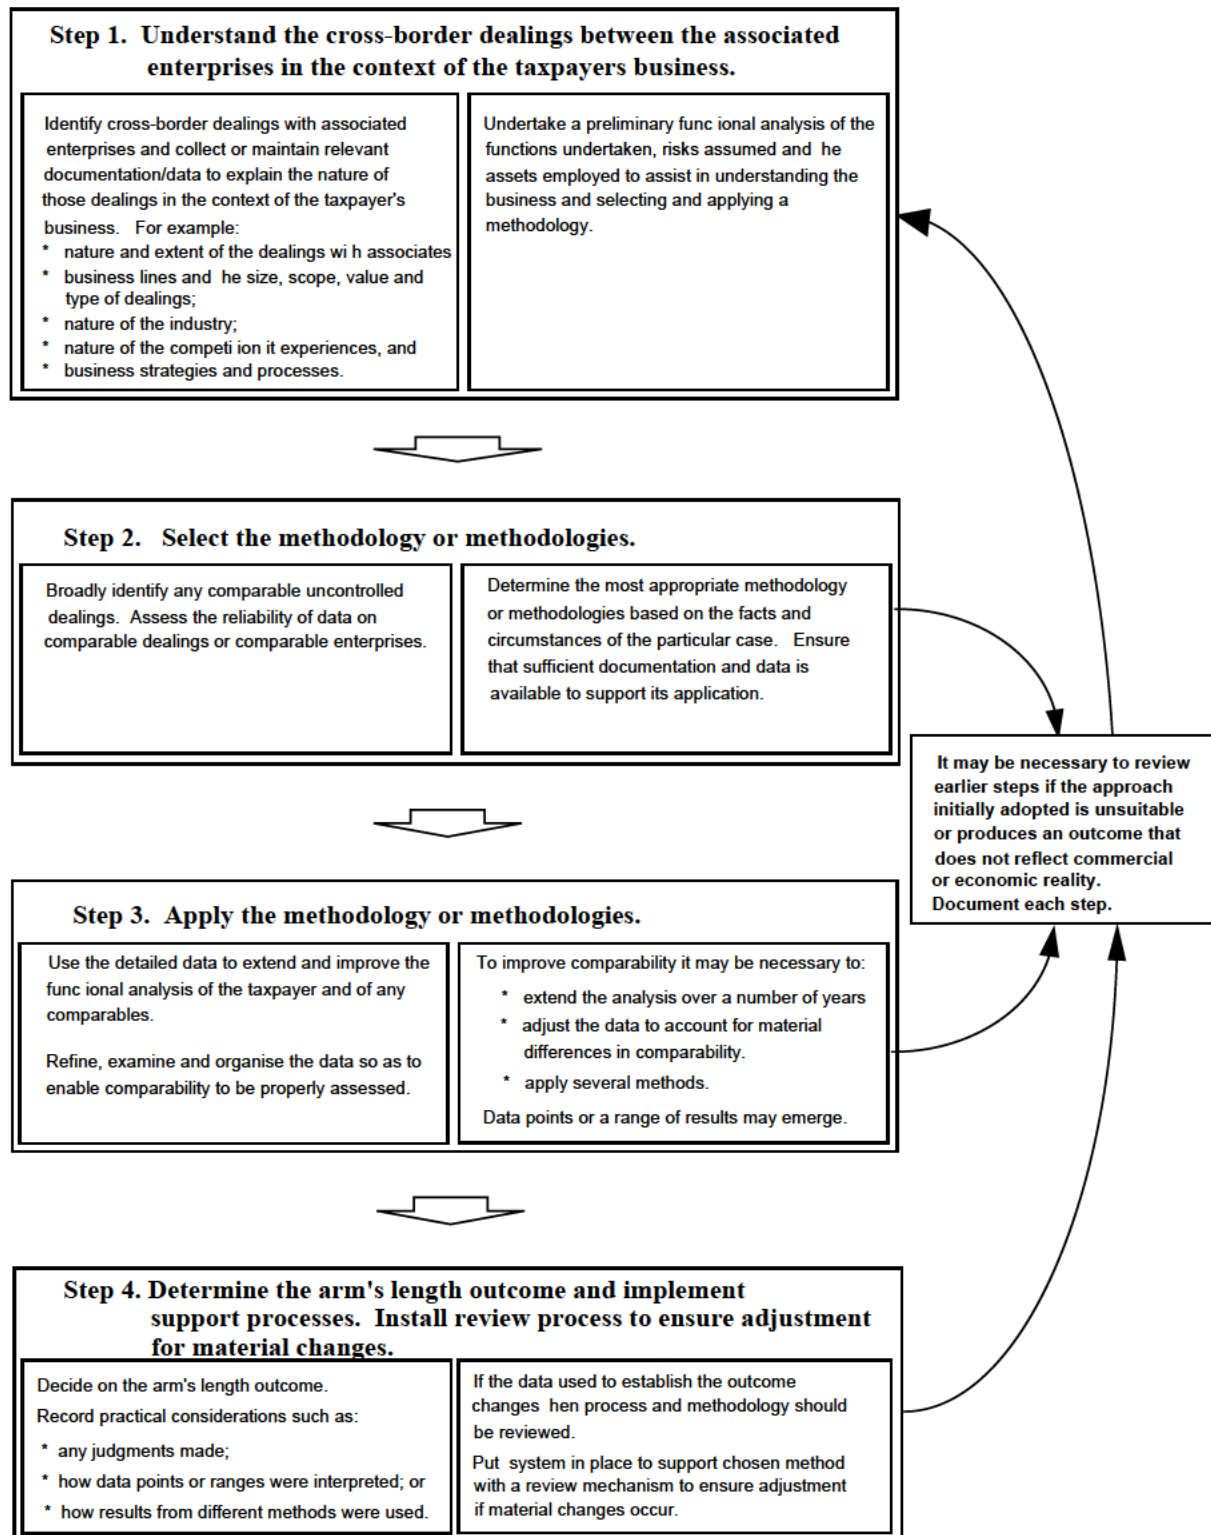 Step 1. Understand the cross-border dealings between the associated
enterprises in the context of the taxpayers business.
Identify cross-border dealings with associated
enterprises and collect or maintain relevant
documentation/data to explain the nature of
those dealings in the context of the taxpayer's
business. For example:
* nature and extent of the dealings wi h associates
* business lines and he size, scope, value and
type of dealings;
* nature of the industry;
* nature of the competi ion it experiences, and
* business strategies and processes.
Undertake a preliminary func ional analysis of the
functions undertaken, risks assumed and he
assets employed to assist in understanding the
business and selecting and applying a
methodology.
Step 2. Select the methodology or methodologies.
Broadly identify any comparable uncontrolled
dealings. Assess the reliability of data on
comparable dealings or comparable enterprises.
Determine the most appropriate methodology
or methodologies based on the facts and
circumstances of the particular case. Ensure
that sufficient documentation and data is
available to support its application.
It may be necessary to review
earlier steps if the approach
initially adopted is unsuitable
or produces an outcome that
does not reflect commercial
or economic reality.
Document each step.
Step 3. Apply the methodology or methodologies.
Use the detailed data to extend and improve the
func ional analysis of the taxpayer and of any
comparables.
Refine, examine and organise the data so as to
enable comparability to be properly assessed.
To improve comparability it may be necessary to:
* extend the analysis over a number of years
* adjust the data to account for material
differences in comparability.
* apply several methods.
Data points or a range of results may emerge.
Step 4. Determine the arm's length outcome and implement
support processes. Install review process to ensure adjustment
for material changes.
Decide on the arm's length outcome.
Record practical considerations such as:
* any judgments made;
* how data points or ranges were interpreted; or
* how results from different methods were used.
If the data used to establish the outcome
changes hen process and methodology should
be reviewed.
Put system in place to support chosen method
with a review mechanism to ensure adjustment
if material changes occur.